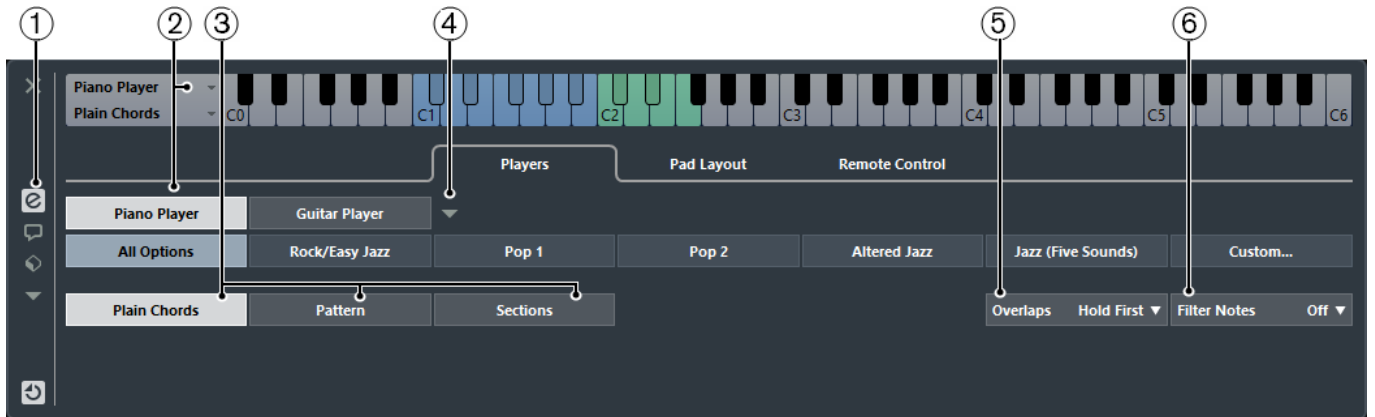 1 2 3 4 5 6
Piano Player
Plain Chords
C0 C1 C2 C3 C4 C5 C6
Players Pad Layout Remote Control
Piano Player Guitar Player
All Options Rock/Easy Jazz Pop 1 Pop 2 Altered Jazz Jazz (Five Sounds) Custom...
Plain Chords Pattern Sections Overlaps Hold First Filter Notes Off